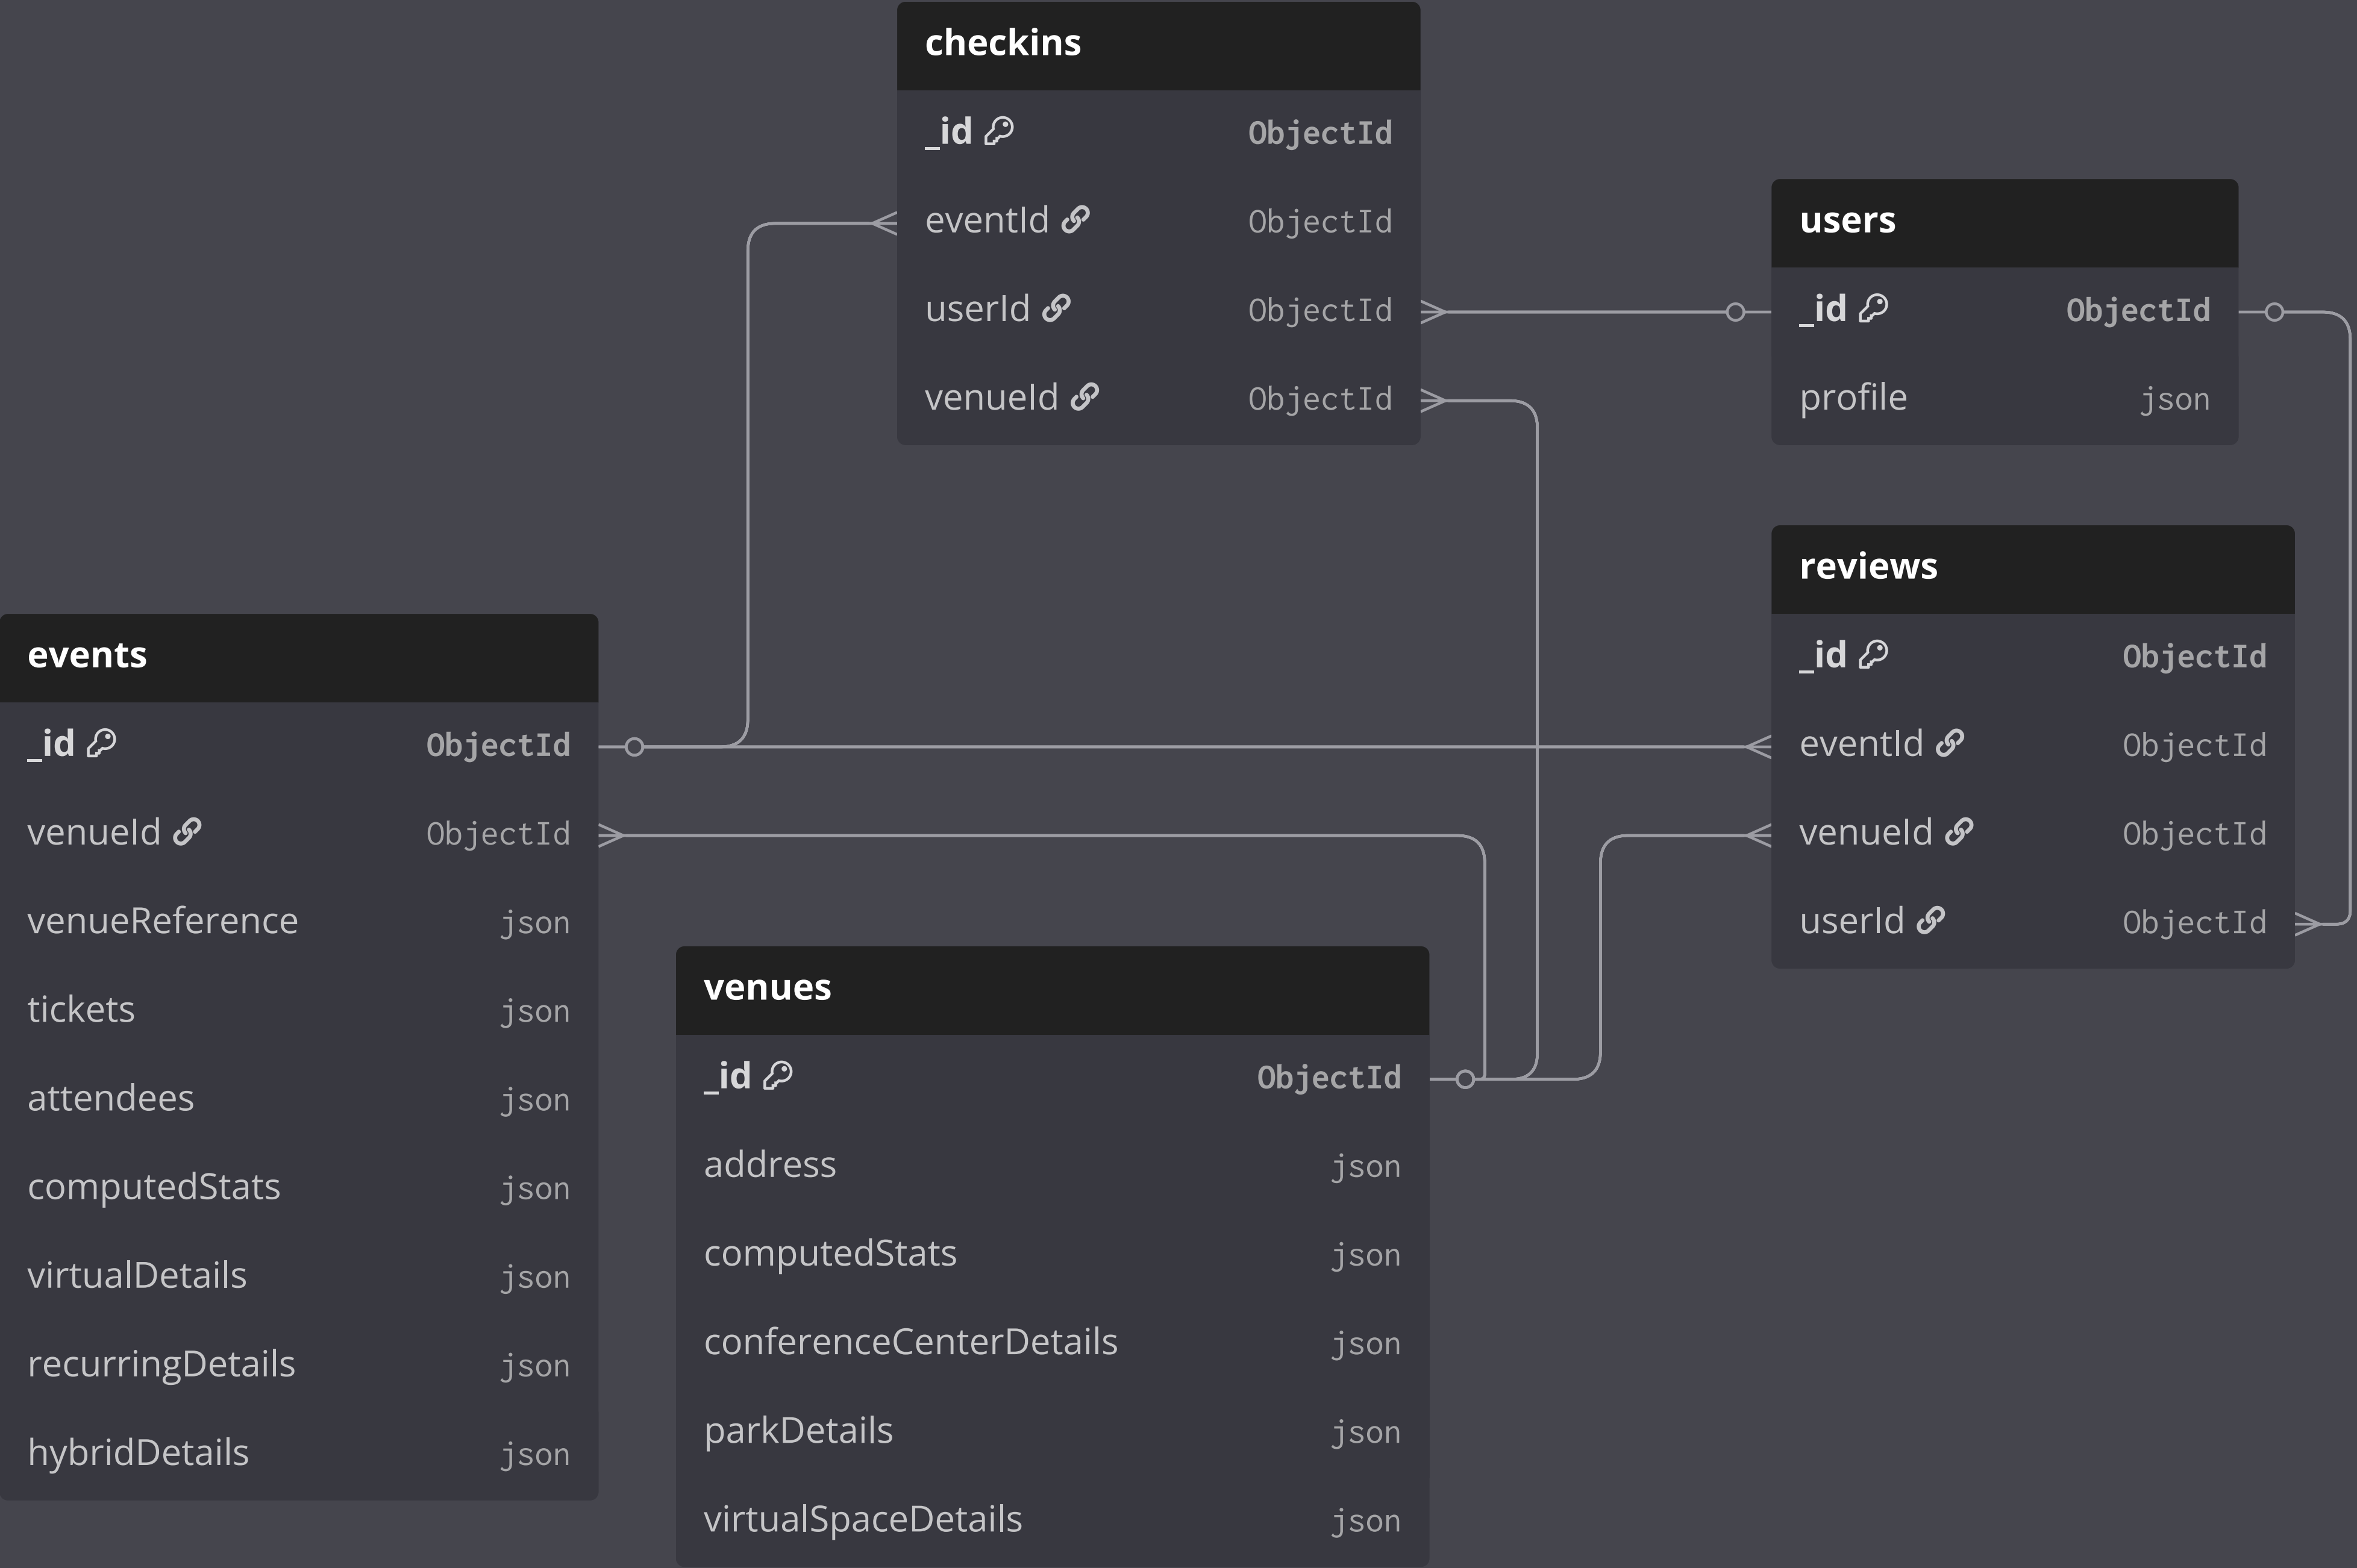 checkins
_id ObjectId
eventId ObjectId
userId ObjectId
venueId ObjectId
users
_id ObjectId
profile json
reviews
_id ObjectId
eventId ObjectId
venueId ObjectId
userId ObjectId
events
_id ObjectId
venueId ObjectId
venueReference json
tickets json
attendees json
computedStats json
virtualDetails json
recurringDetails json
hybridDetails json
venues
_id ObjectId
address json
computedStats json
conferenceCenterDetails json
parkDetails json
virtualSpaceDetails json